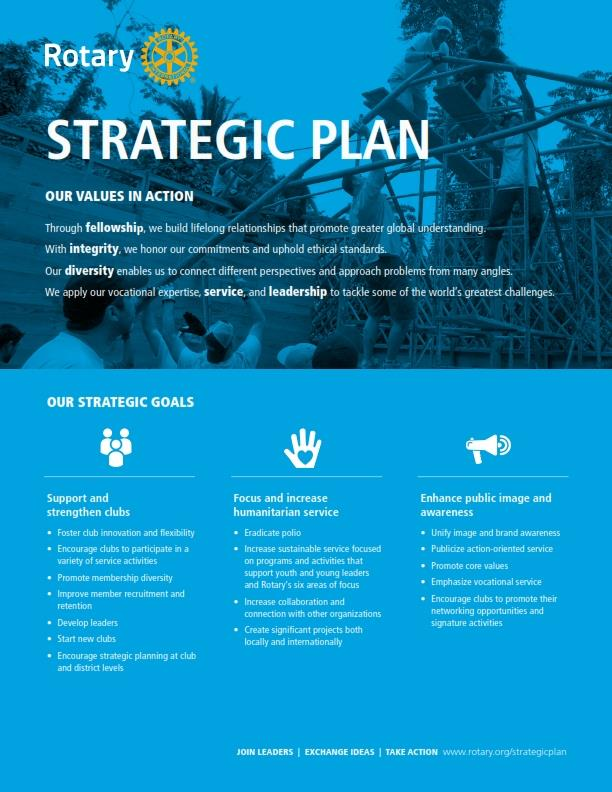 Rotary
STRATEGIC PLAN
OUR VALUES IN ACTION
Through fellowship, we build lifelong relationships that promote greater global understanding.
With integrity, we honor our commitments and uphold ethical standards.
Our diversity enables us to connect different perspectives and approach problems from many angles.
We apply our vocational expertise, service, and leadership to tackle some of the world's greatest challenges.
OUR STRATEGIC GOALS
Support and
strengthen clubs
• Foster club innovation and flexibility
• Encourage clubs to participate in a
variety of service activities
• Promote membership diversity
• Improve member recruitment and
retention
• Develop leaders
• Start new clubs
• Encourage strategic planning at club
and district levels
Focus and increase
humanitarian service
• Eradicate polio
• Increase sustainable service focused
on programs and activities that
support youth and young leaders
and Rotary's six areas of focus
• Increase collaboration and
connection with other organizations
• Create significant projects both
locally and internationally
Enhance public image and
awareness
• Unify image and brand awareness
• Publicize action-oriented service
• Promote core values
• Emphasize vocational service
• Encourage clubs to promote their
networking opportunities and
signature activities
JOIN LEADERS | EXCHANGE IDEAS | TAKE ACTION www.rotary.org/strategicplan